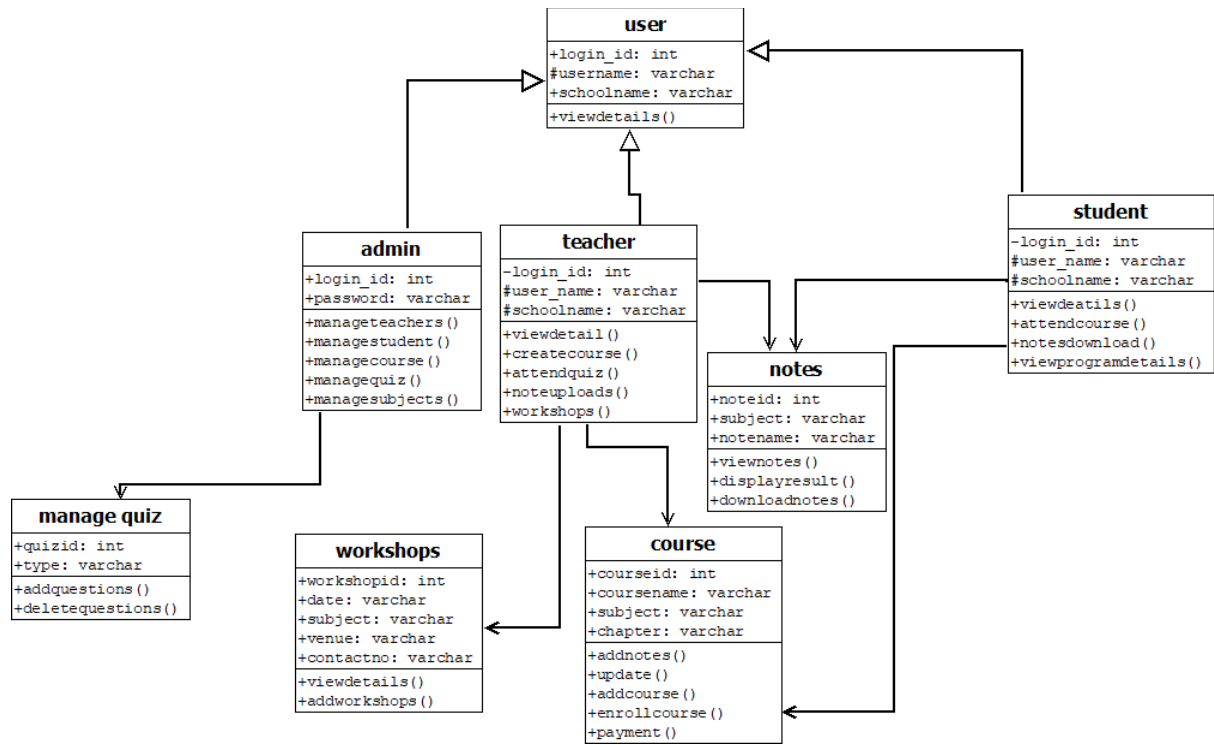 user
+login_id: int
#username: varchar
+schoolname: varchar
+viewdetails()
admin
+login_id: int
+password: varchar
+manageteachers()
+managestudent()
+managecourse()
+managequiz()
+managesubjects()
teacher
-login_id: int
#user_name: varchar
#schoolname: varchar
+viewdetail()
+createcourse()
+attendquiz()
+noteuploads()
+workshops()
student
-login_id: int
#user_name: varchar
#schoolname: varchar
+viewdeatils()
+attendcourse()
+notesdownload()
+viewprogramdetails()
notes
+noteid: int
+subject: varchar
+notename: varchar
+viewnotes()
+displayresult()
+downloadnotes()
manage quiz
+quizid: int
+type: varchar
+addquestions()
+deletequestions()
workshops
+workshopid: int
+date: varchar
+subject: varchar
+venue: varchar
+contactno: varchar
+viewdetails()
+addworkshops()
course
+courseid: int
+coursename: varchar
+subject: varchar
+chapter: varchar
+addnotes()
+update()
+addcourse()
+enrollcourse()
+payment()